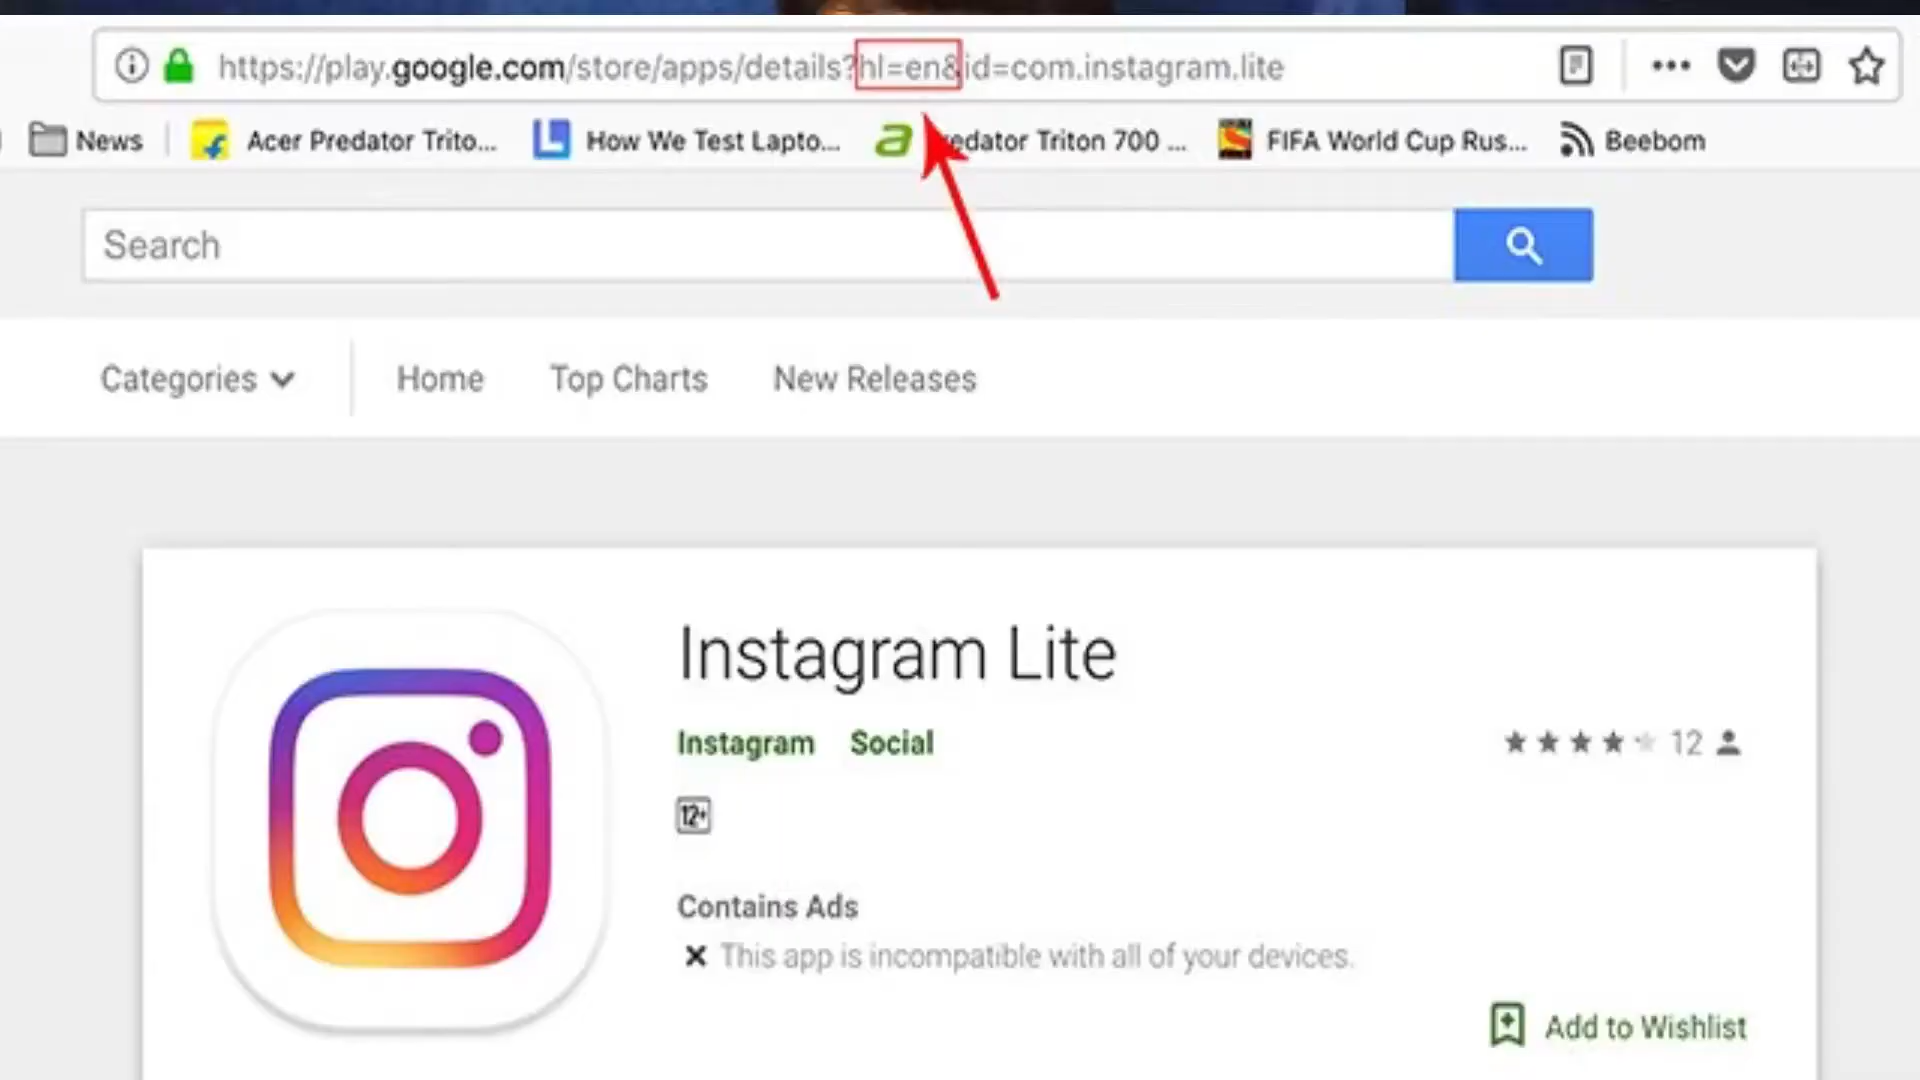 https://play.google.com/store/apps/details?hl=en&id=com.instagram.lite
News Acer Predator Trito... How We Test Lapto... edator Triton 700 ... FIFA World Cup Rus... Beebom
Search
Categories Home Top Charts New Releases
Instagram Lite
Instagram Social
12
12+
Contains Ads
This app is incompatible with all of your devices.
Add to Wishlist